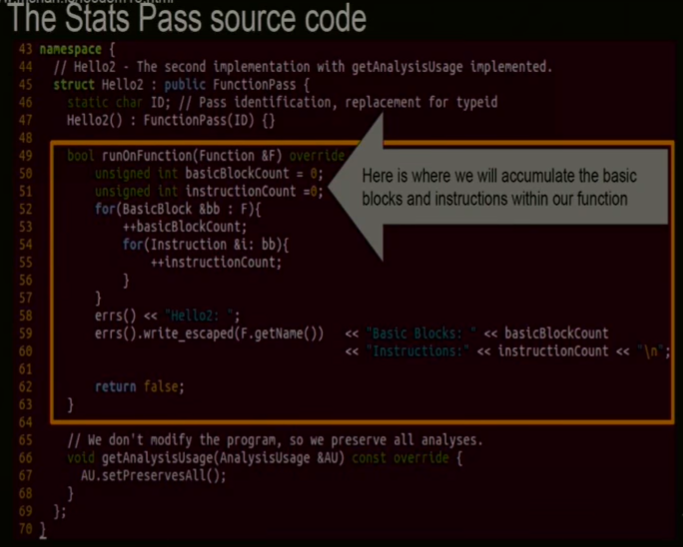 The Stats Pass source code
43 namespace {
44 // Hello2 - The second implementation with getAnalysisUsage implemented.
45 struct Hello2 : public FunctionPass {
46 static char ID; // Pass identification, replacement for typeid
47 Hello2() : FunctionPass(ID) {}
48
49 bool runOnFunction(Function &F) override
50 unsigned int basicBlockCount = 0;
51 unsigned int instructionCount =0;
52 for(BasicBlock &bb : F){
53 ++basicBlockCount;
54 for(Instruction &i: bb){
55 ++instructionCount;
56 }
57 }
58 errs() << "Hello2: ";
59 errs().write_escaped(F.getName()) << "Basic Blocks: " << basicBlockCount
60 << "Instructions:" << instructionCount << "\n";
61
62 return false;
63 }
64
65 // We don't modify the program, so we preserve all analyses.
66 void getAnalysisUsage(AnalysisUsage &AU) const override {
67 AU.setPreservesAll();
68 }
69 };
70 }
Here is where we will accumulate the basic
blocks and instructions within our function